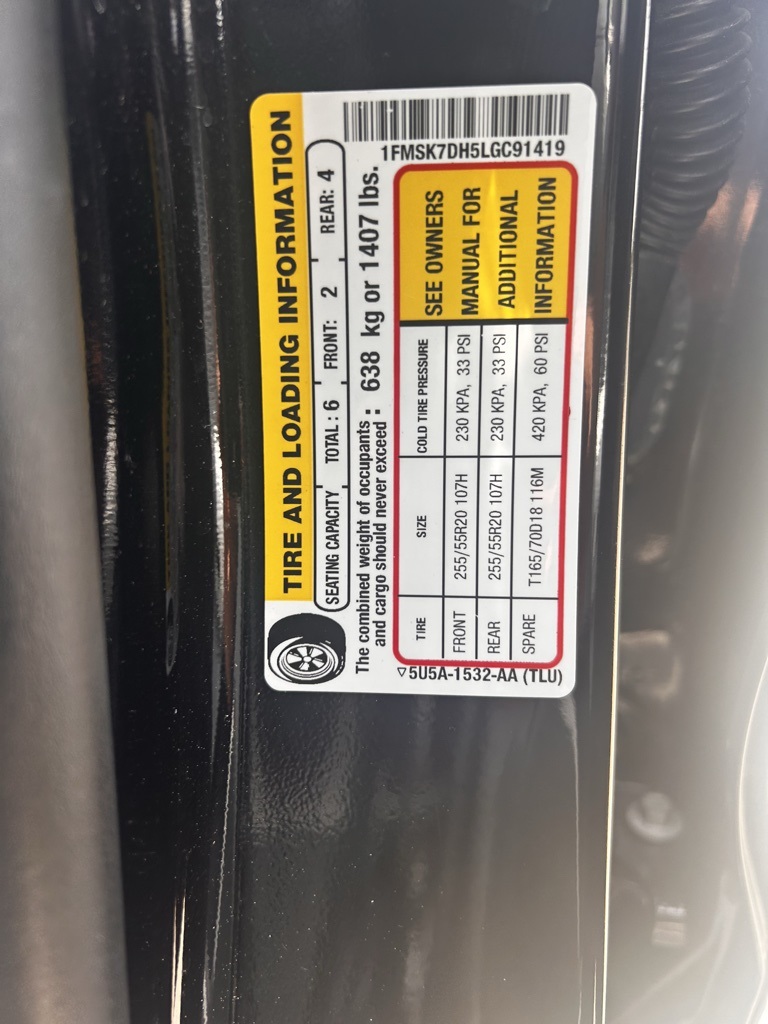 TIRE AND LOADING INFORMATION
SEATING CAPACITY TOTAL : 6 FRONT: 2 REAR: 4
The combined weight of occupants
and cargo should never exceed : 638 kg or 1407 lbs.
1FMSK7DH5LGC91419
TIRE SIZE COLD TIRE PRESSURE
FRONT 255/55R20 107H 230 KPA, 33 PSI
REAR 255/55R20 107H 230 KPA, 33 PSI
SPARE T165/70D18 116M 420 KPA, 60 PSI
SEE OWNERS
MANUAL FOR
ADDITIONAL
INFORMATION
▽5U5A-1532-AA (TLU)